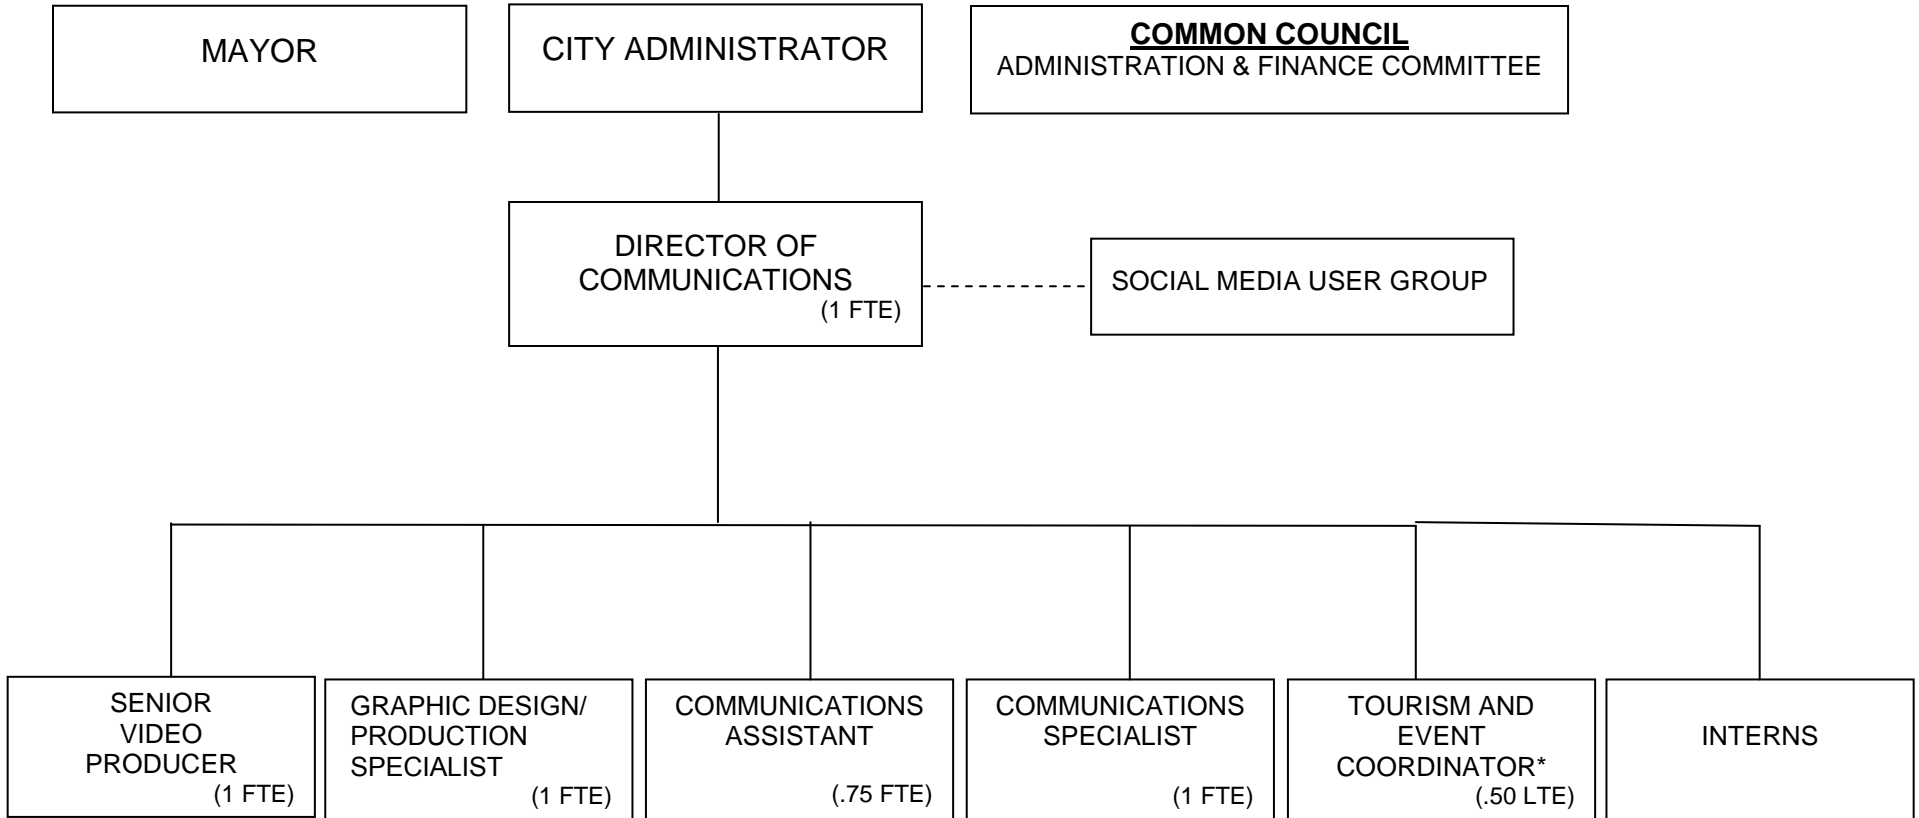 MAYOR
CITY ADMINISTRATOR
COMMON COUNCIL
ADMINISTRATION & FINANCE COMMITTEE
DIRECTOR OF
COMMUNICATIONS
(1 FTE)
SOCIAL MEDIA USER GROUP
SENIOR
VIDEO
PRODUCER
(1 FTE)
GRAPHIC DESIGN/
PRODUCTION
SPECIALIST
(1 FTE)
COMMUNICATIONS
ASSISTANT
(.75 FTE)
COMMUNICATIONS
SPECIALIST
(1 FTE)
TOURISM AND
EVENT
COORDINATOR*
(.50 LTE)
INTERNS